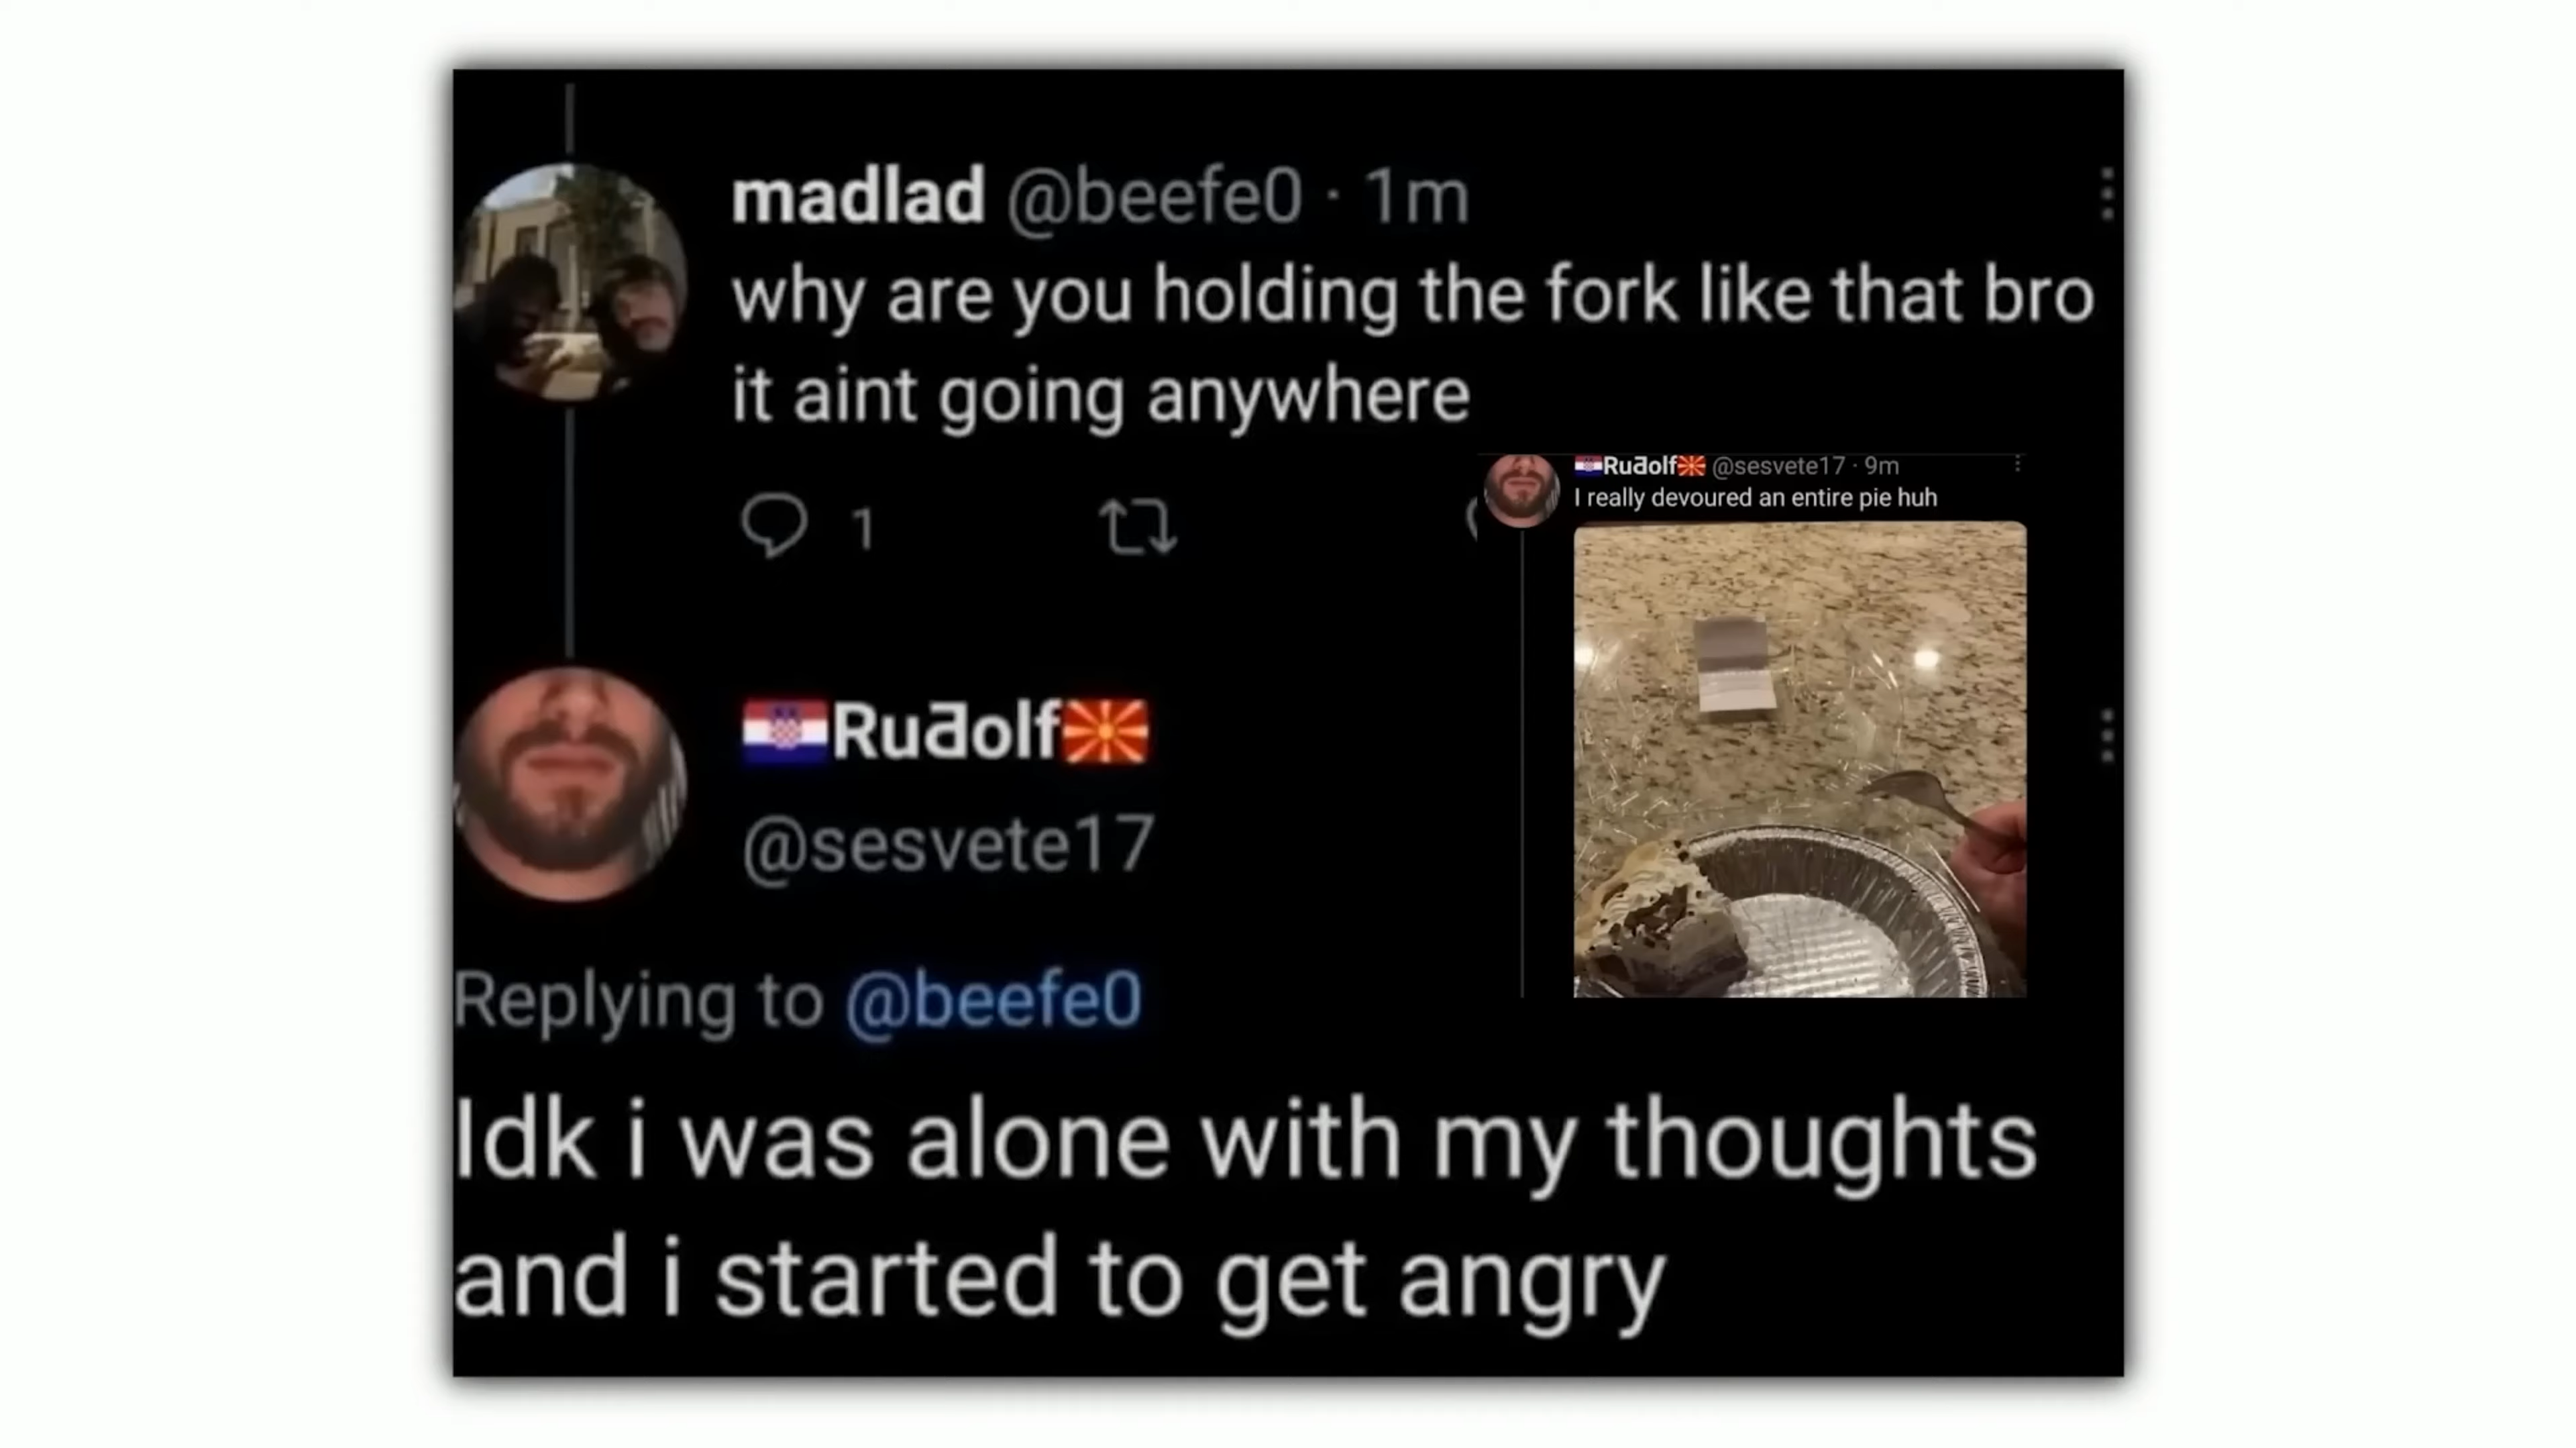 madlad @beefe0 · 1m
why are you holding the fork like that bro
it aint going anywhere
1
🇭🇷Ruđolf🇲🇰 @sesvete17 · 9m
I really devoured an entire pie huh
🇭🇷Ruđolf🇲🇰
@sesvete17
Replying to @beefe0
Idk i was alone with my thoughts
and i started to get angry